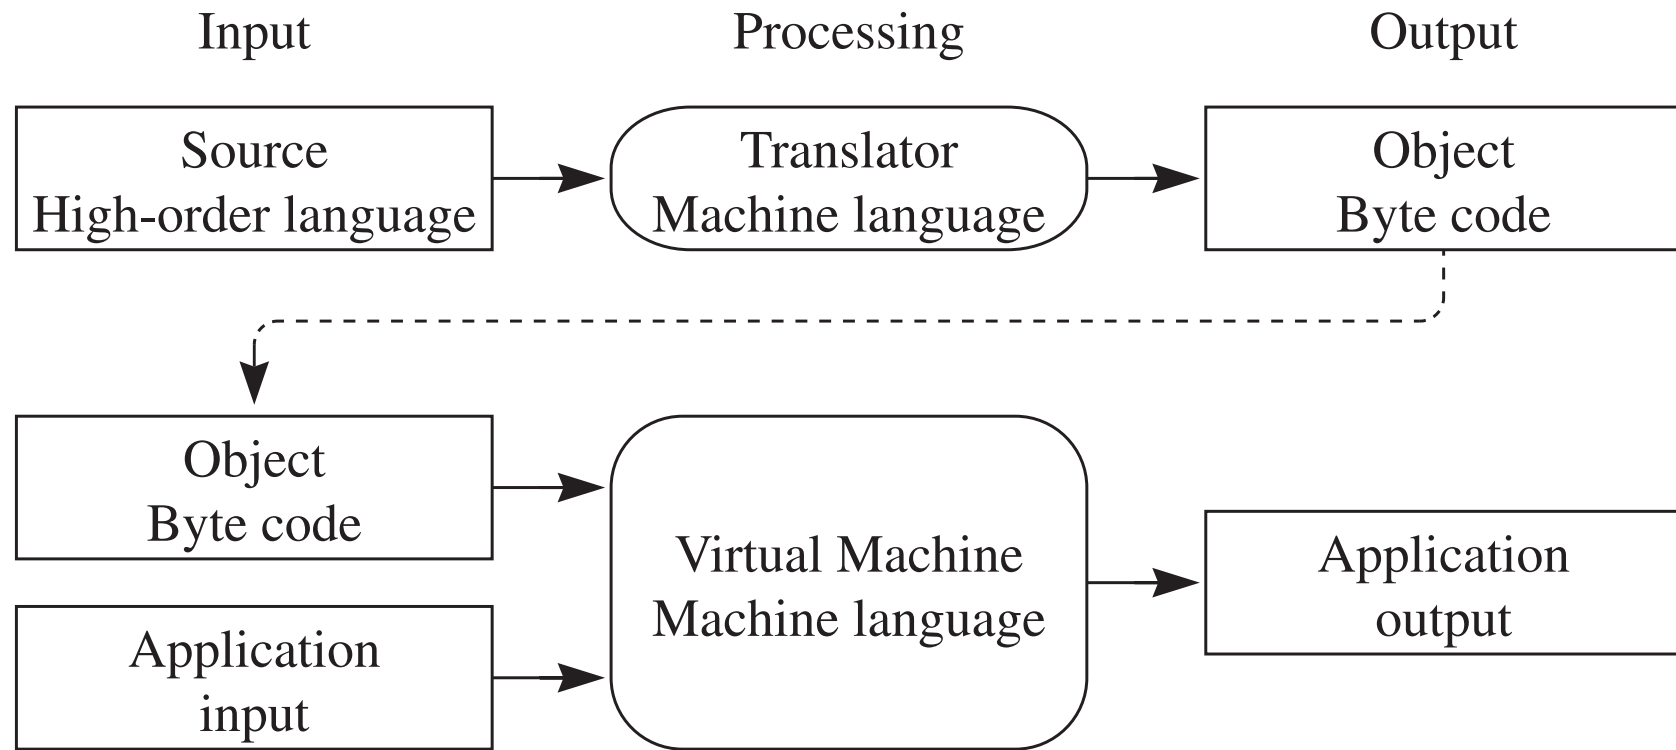 Input
Processing
Output
Source
High-order language
Translator
Machine language
Object
Byte code
Object
Byte code
Application
input
Virtual Machine
Machine language
Application
output